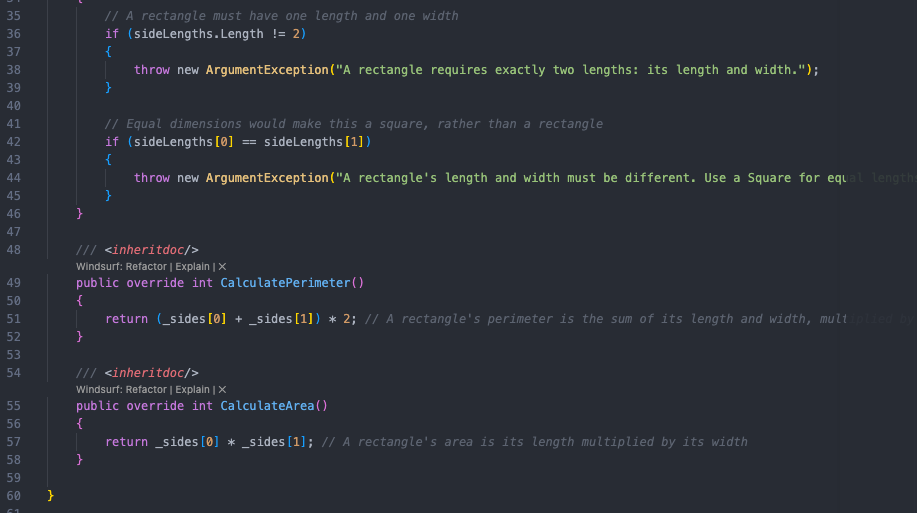 34 {
35 // A rectangle must have one length and one width
36 if (sideLengths.Length != 2)
37 {
38 throw new ArgumentException("A rectangle requires exactly two lengths: its length and width.");
39 }
40
41 // Equal dimensions would make this a square, rather than a rectangle
42 if (sideLengths[0] == sideLengths[1])
43 {
44 throw new ArgumentException("A rectangle's length and width must be different. Use a Square for equal lengths
45 }
46 }
47
48 /// <inheritdoc/>
Windsurf: Refactor | Explain | ×
49 public override int CalculatePerimeter()
50 {
51 return (_sides[0] + _sides[1]) * 2; // A rectangle's perimeter is the sum of its length and width, multiplied by
52 }
53
54 /// <inheritdoc/>
Windsurf: Refactor | Explain | ×
55 public override int CalculateArea()
56 {
57 return _sides[0] * _sides[1]; // A rectangle's area is its length multiplied by its width
58 }
59
60 }
61